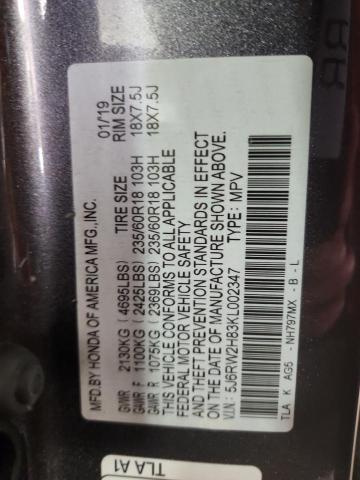 MFD.BY HONDA OF AMERICA MFG., INC. 01/19
TIRE SIZE RIM SIZE
GVWR 2130KG (4695LBS)
GAWR F 1100KG (2425LBS) 235/60R18 103H 18X7.5J
GAWR R 1075KG (2369LBS) 235/60R18 103H 18X7.5J
THIS VEHICLE CONFORMS TO ALL APPLICABLE
FEDERAL MOTOR VEHICLE SAFETY
AND THEFT PREVENTION STANDARDS IN EFFECT
ON THE DATE OF MANUFACTURE SHOWN ABOVE.
V.I.N: 5J6RW2H63KL002347 TYPE: MPV
TLA K AG5 - NH797MX - B - L
TLA A1